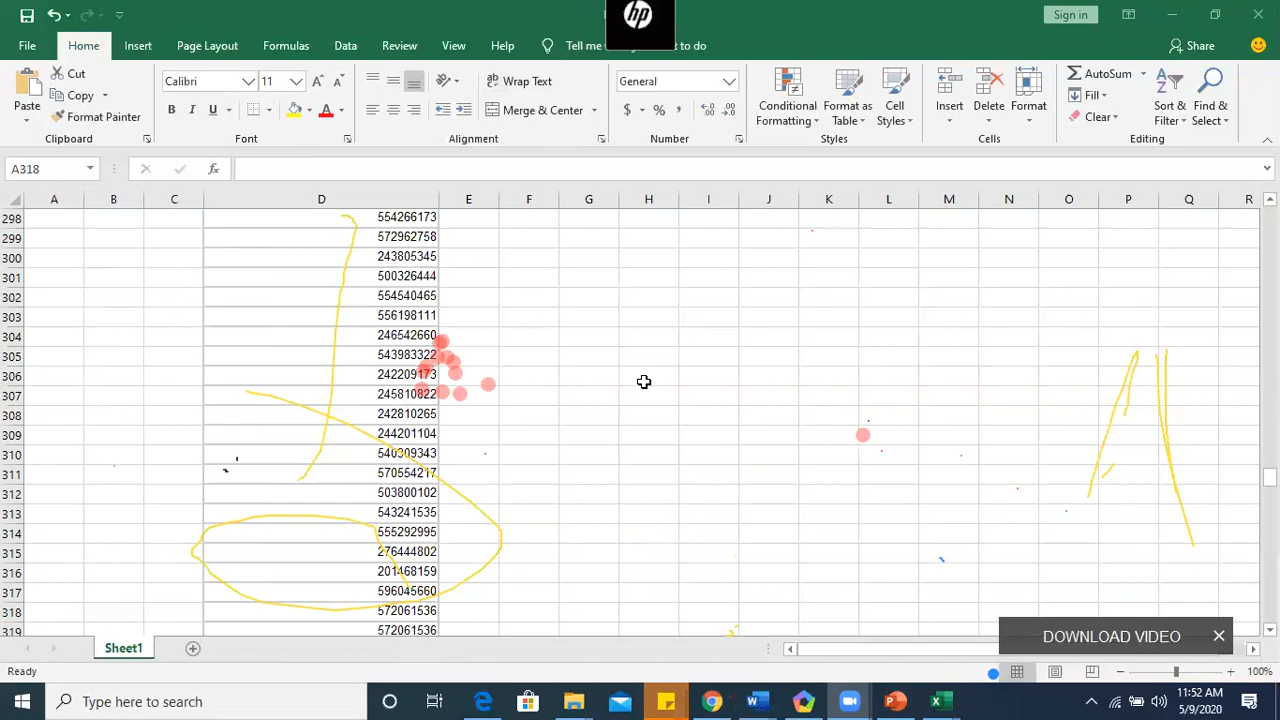 hp
Sign in
File Home Insert Page Layout Formulas Data Review View Help Tell me to do Share
Paste Cut Copy Format Painter
Calibri 11 Wrap Text Merge & Center General
B I U $ %
Conditional Formatting Format as Table Cell Styles Insert Delete Format
AutoSum Fill Clear Sort & Filter Find & Select
Clipboard Font Alignment Number Styles Cells Editing
A318 fx
A B C D E F G H I J K L M N O P Q R
298 554266173
299 572962758
300 243805345
301 500326444
302 554540465
303 556198111
304 246542660
305 543983322
306 242209173
307 245810822
308 242810265
309 244201104
310 540309343
311 570554217
312 503800102
313 543241535
314 555292995
315 276444802
316 201468159
317 596045660
318 572061536
319 572061536
DOWNLOAD VIDEO
Sheet1
Ready 100%
Type here to search
11:52 AM
5/9/2020